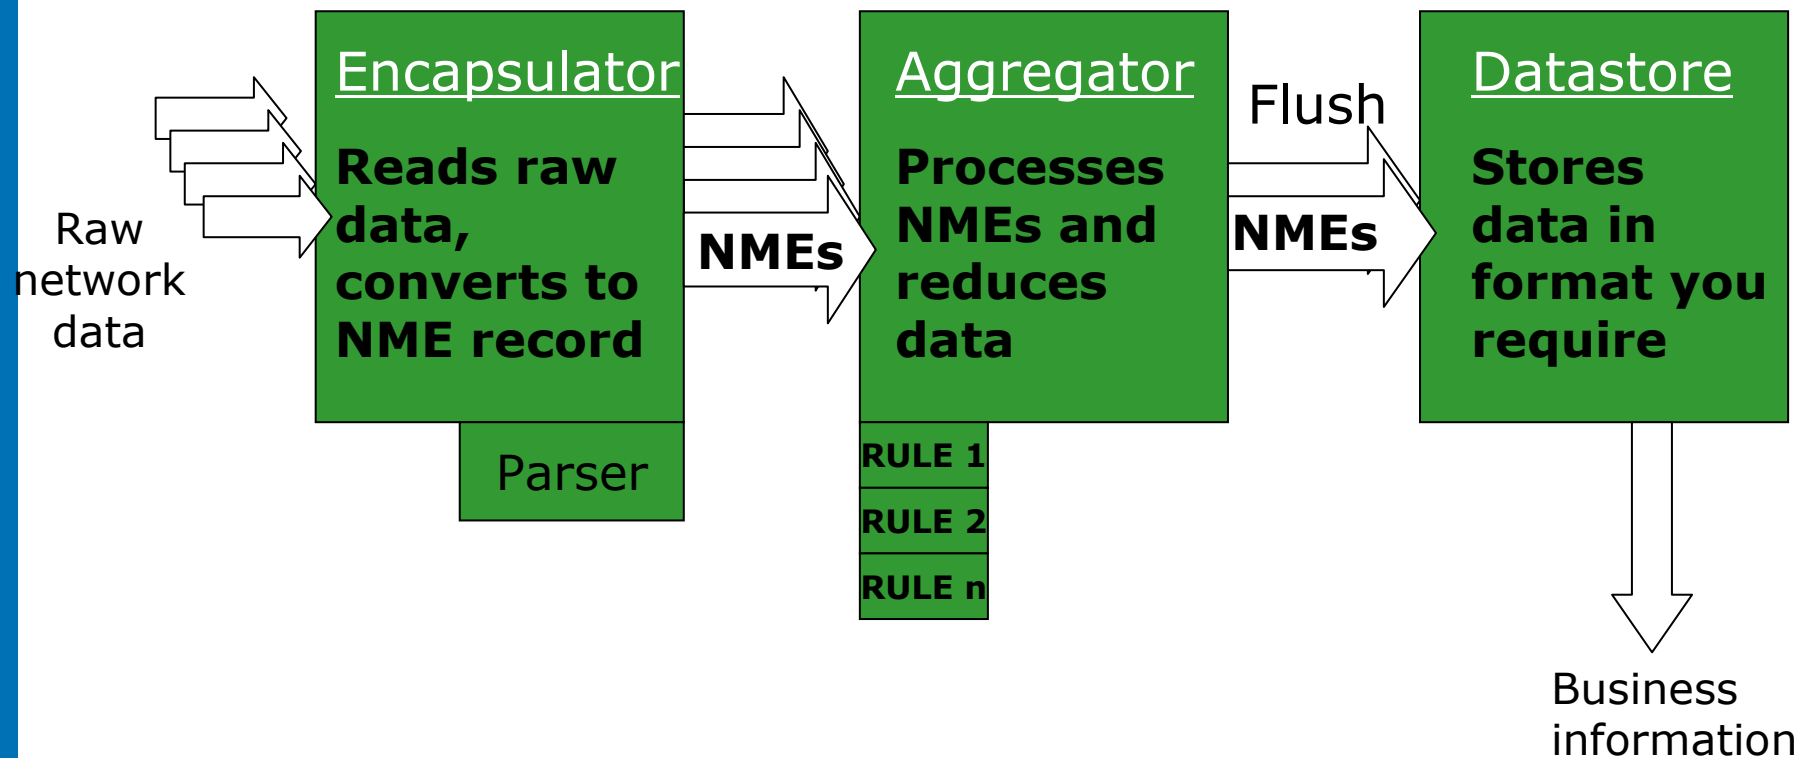 Raw
network
data
Encapsulator
Reads raw
data,
converts to
NME record
Parser
NMEs
Aggregator
Processes
NMEs and
reduces
data
RULE 1
RULE 2
RULE n
Flush
NMEs
Datastore
Stores
data in
format you
require
Business
information